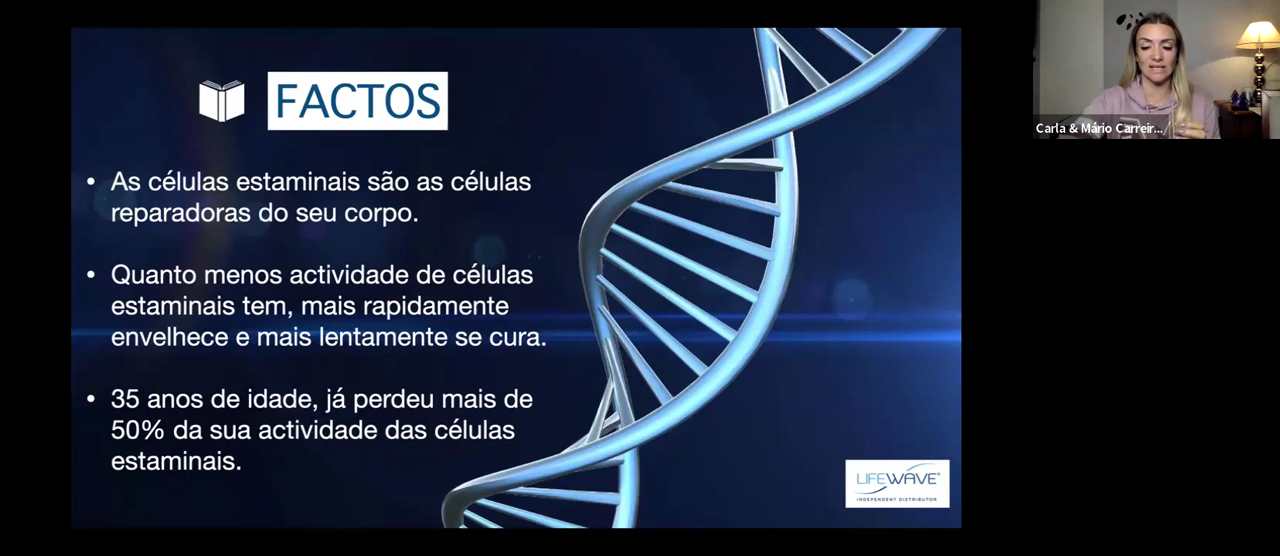 FACTOS
• As células estaminais são as células
reparadoras do seu corpo.
• Quanto menos actividade de células
estaminais tem, mais rapidamente
envelhece e mais lentamente se cura.
• 35 anos de idade, já perdeu mais de
50% da sua actividade das células
estaminais.
LIFEWAVE®
INDEPENDENT DISTRIBUTOR
Carla & Mário Carreir...